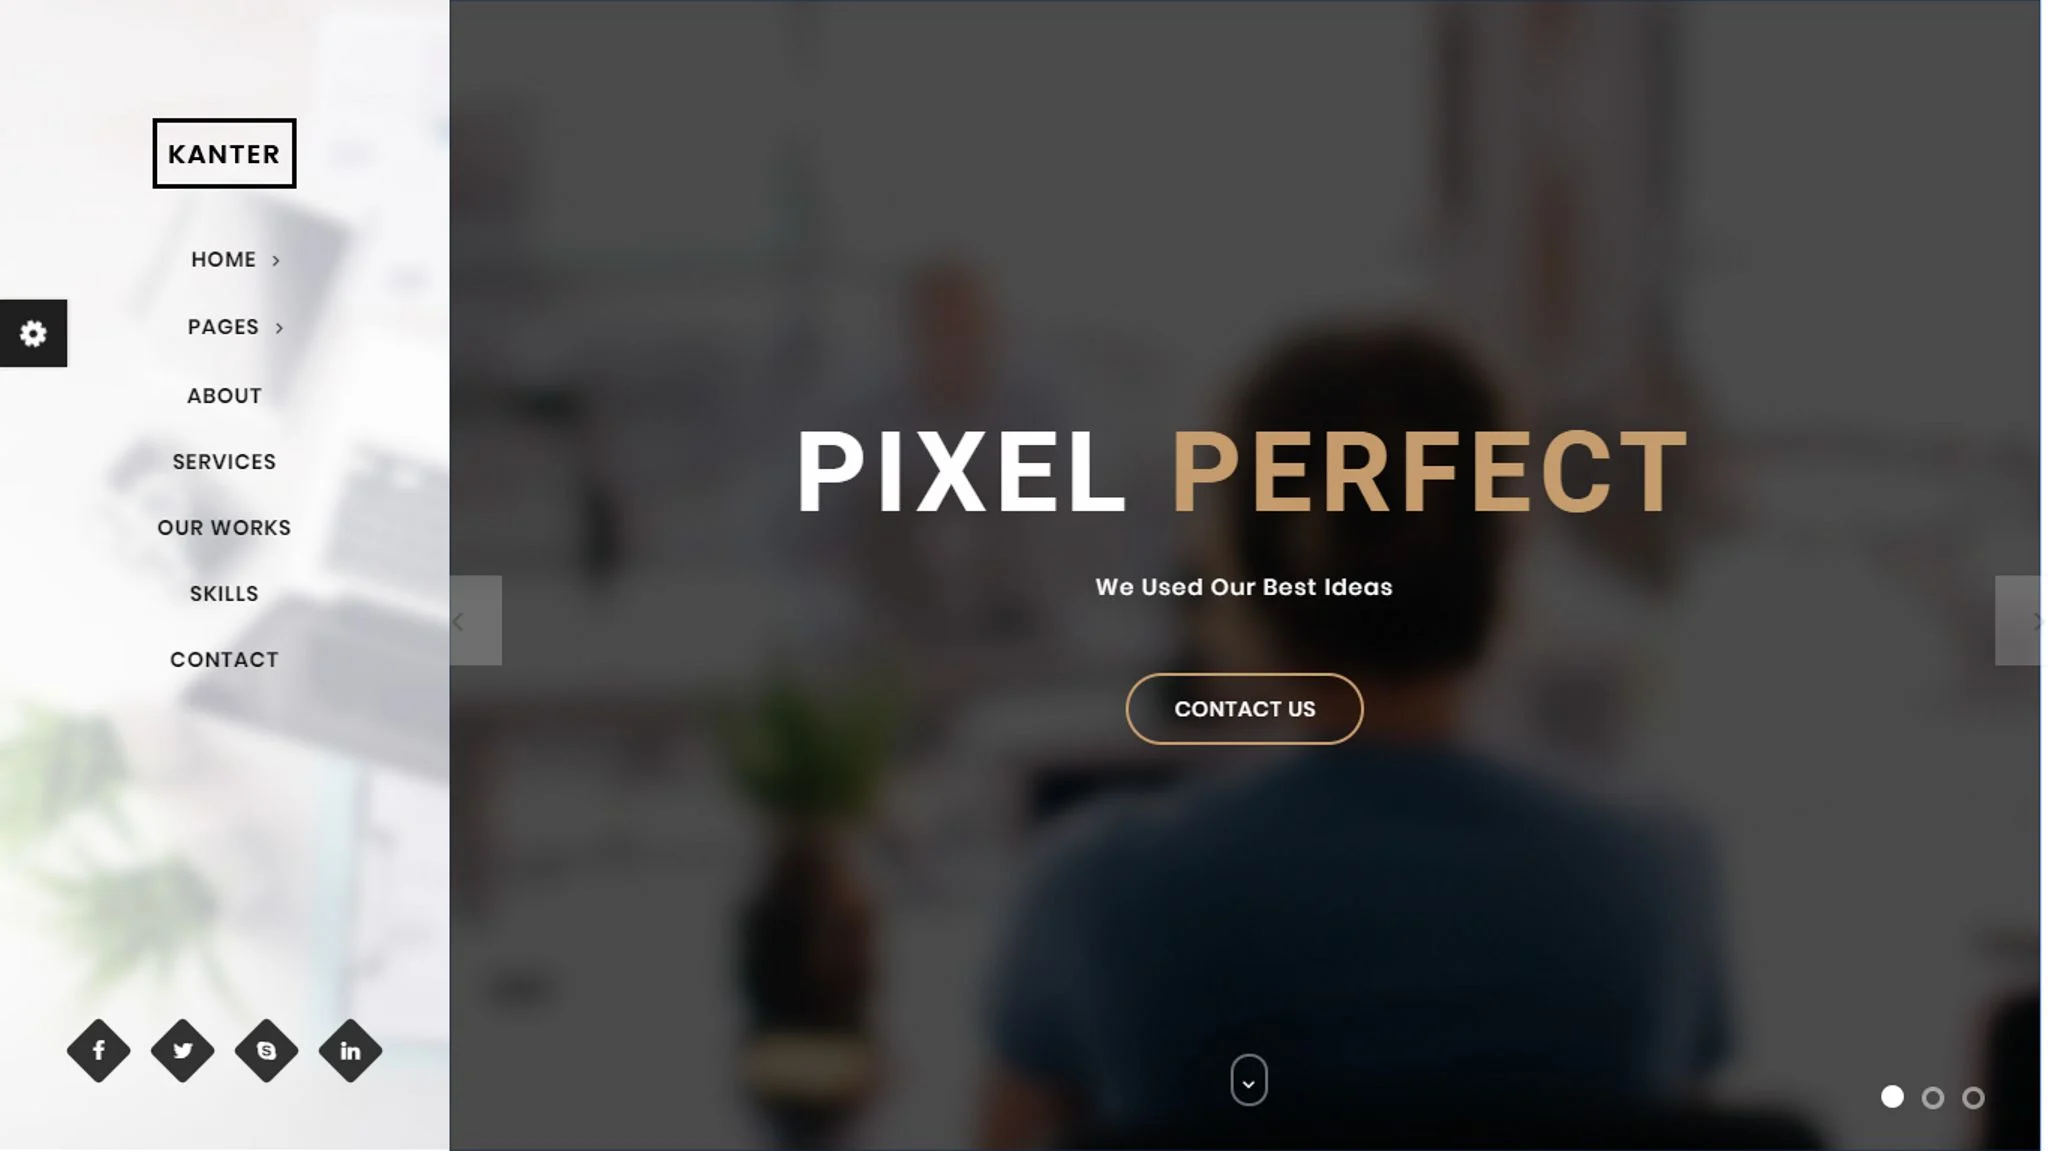 KANTER
HOME
PAGES
ABOUT
SERVICES
OUR WORKS
SKILLS
CONTACT
PIXEL PERFECT
We Used Our Best Ideas
CONTACT US